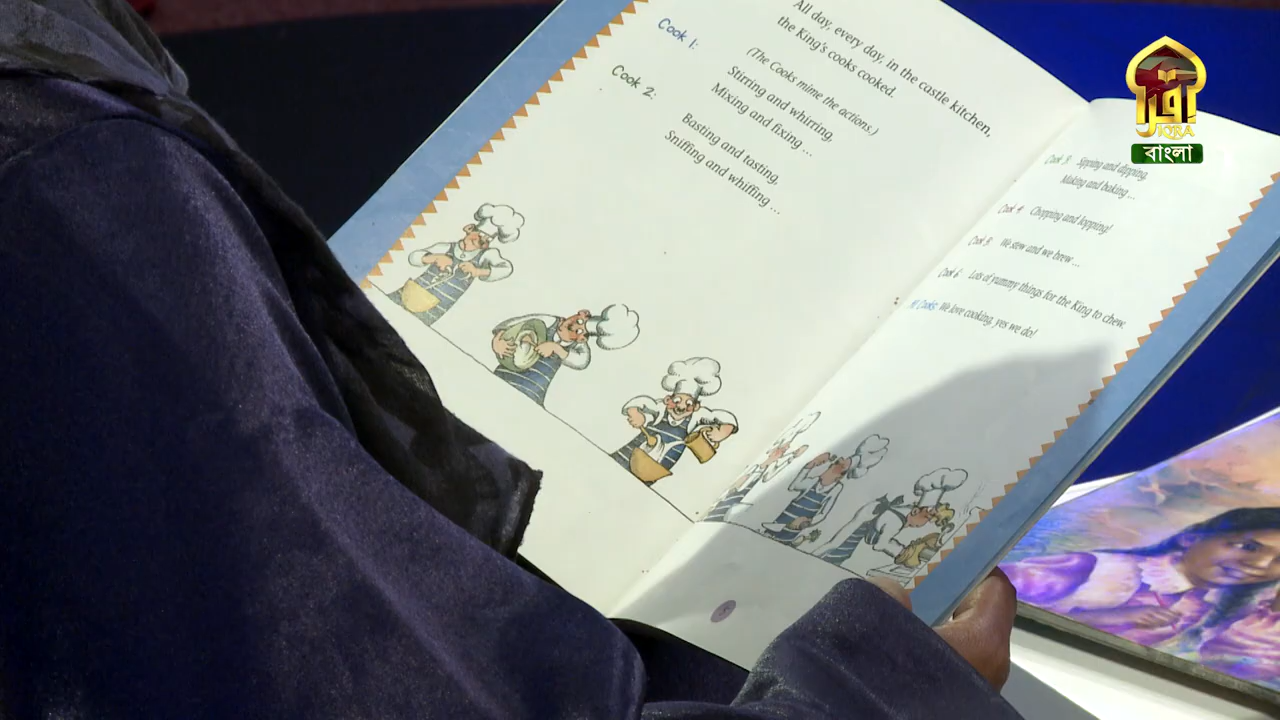 All day, every day, in the castle kitchen,
the King's cooks cooked.
(The Cooks mime the actions.)
Cook 1: Stirring and whirring,
Mixing and fixing ...
Cook 2: Basting and tasting,
Sniffing and whiffing ...
Cook 3: Sipping and dipping,
Making and baking ...
Cook 4: Chopping and lopping!
Cook 5: We stew and we brew ...
Cook 6: Lots of yummy things for the King to chew.
All Cooks: We love cooking, yes we do!
IQRA
বাংলা